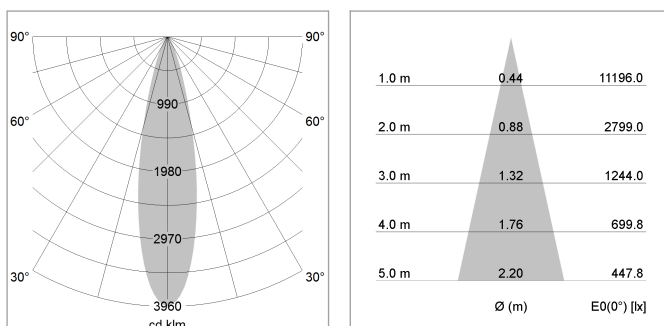 90° 90°
990
60° 60°
1980
2970
30° 30°
3960
cd klm
1.0 m 0.44 11196.0
2.0 m 0.88 2799.0
3.0 m 1.32 1244.0
4.0 m 1.76 699.8
5.0 m 2.20 447.8
Ø (m) E0(0°) [lx]